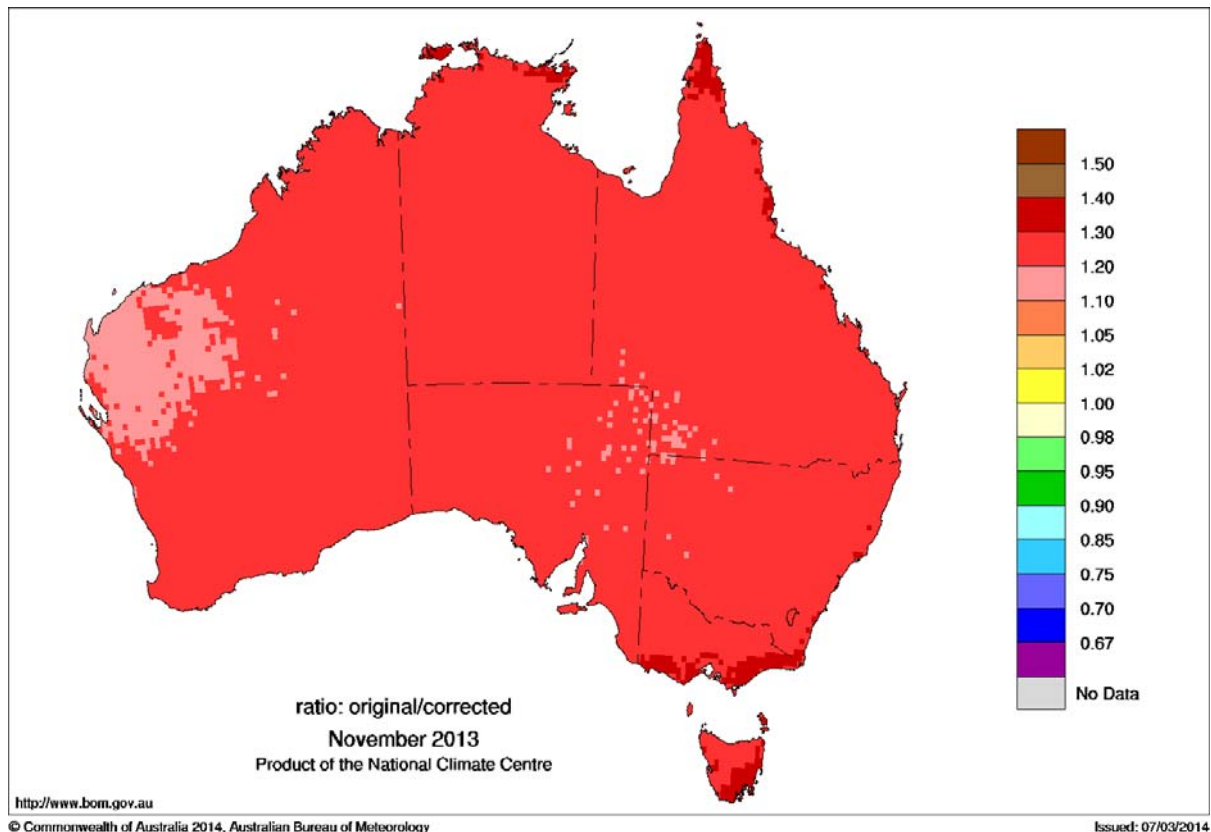 1.50
1.40
1.30
1.20
1.10
1.05
1.02
1.00
0.98
0.95
0.90
0.85
0.75
0.70
0.67
No Data
ratio: original/corrected
November 2013
Product of the National Climate Centre
http://www.bom.gov.au
© Commonwealth of Australia 2014, Australian Bureau of Meteorology
Issued: 07/03/2014